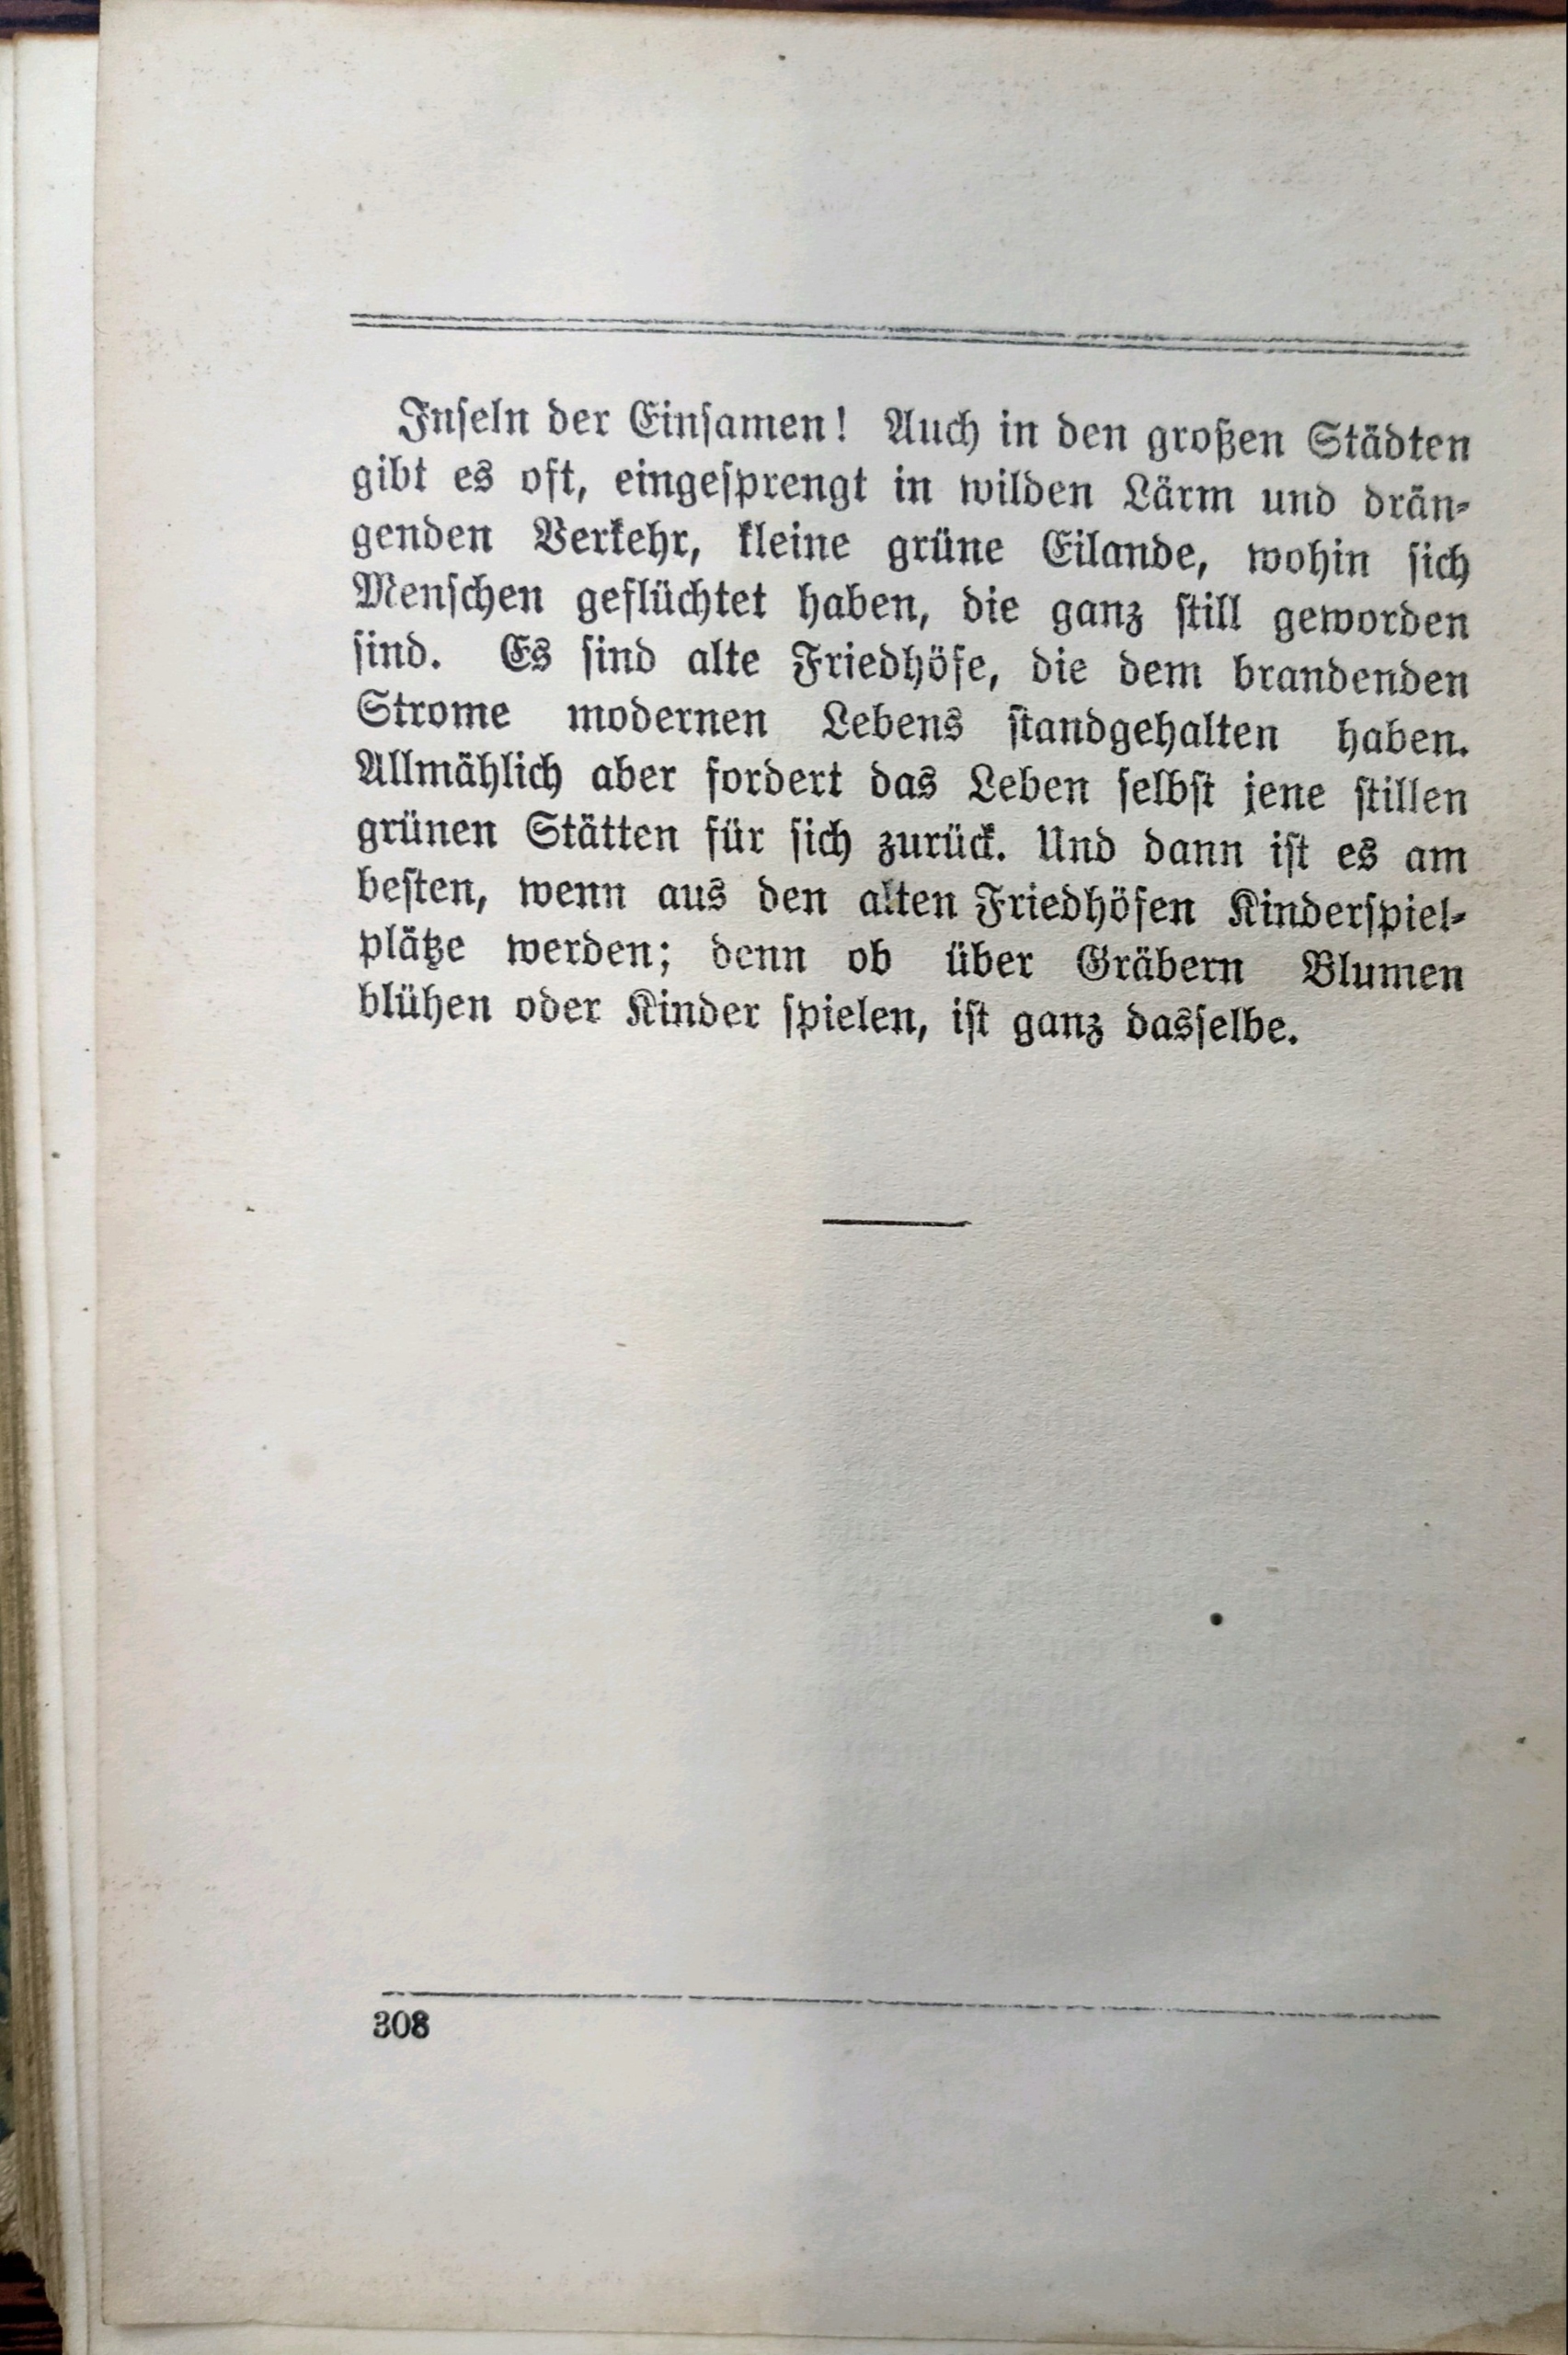 Inseln der Einsamen! Auch in den großen Städten
gibt es oft, eingesprengt in wilden Lärm und drän-
genden Verkehr, kleine grüne Eilande, wohin sich
Menschen geflüchtet haben, die ganz still geworden
sind. Es sind alte Friedhöfe, die dem brandenden
Strome modernen Lebens standgehalten haben.
Allmählich aber fordert das Leben selbst jene stillen
grünen Stätten für sich zurück. Und dann ist es am
besten, wenn aus den alten Friedhöfen Kinderspiel-
plätze werden; denn ob über Gräbern Blumen
blühen oder Kinder spielen, ist ganz dasselbe.
308